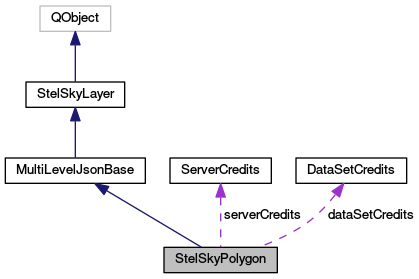 QObject
StelSkyLayer
MultiLevelJsonBase
ServerCredits
DataSetCredits
serverCredits
dataSetCredits
StelSkyPolygon